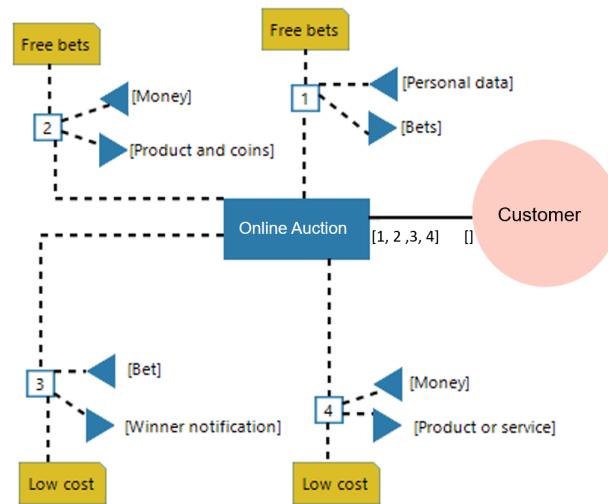 Free bets
Free bets
[Money]
[Personal data]
1
2
[Bets]
[Product and coins]
Online Auction
Customer
[1, 2 ,3, 4]
[]
[Bet]
3
[Money]
4
[Winner notification]
[Product or service]
Low cost
Low cost